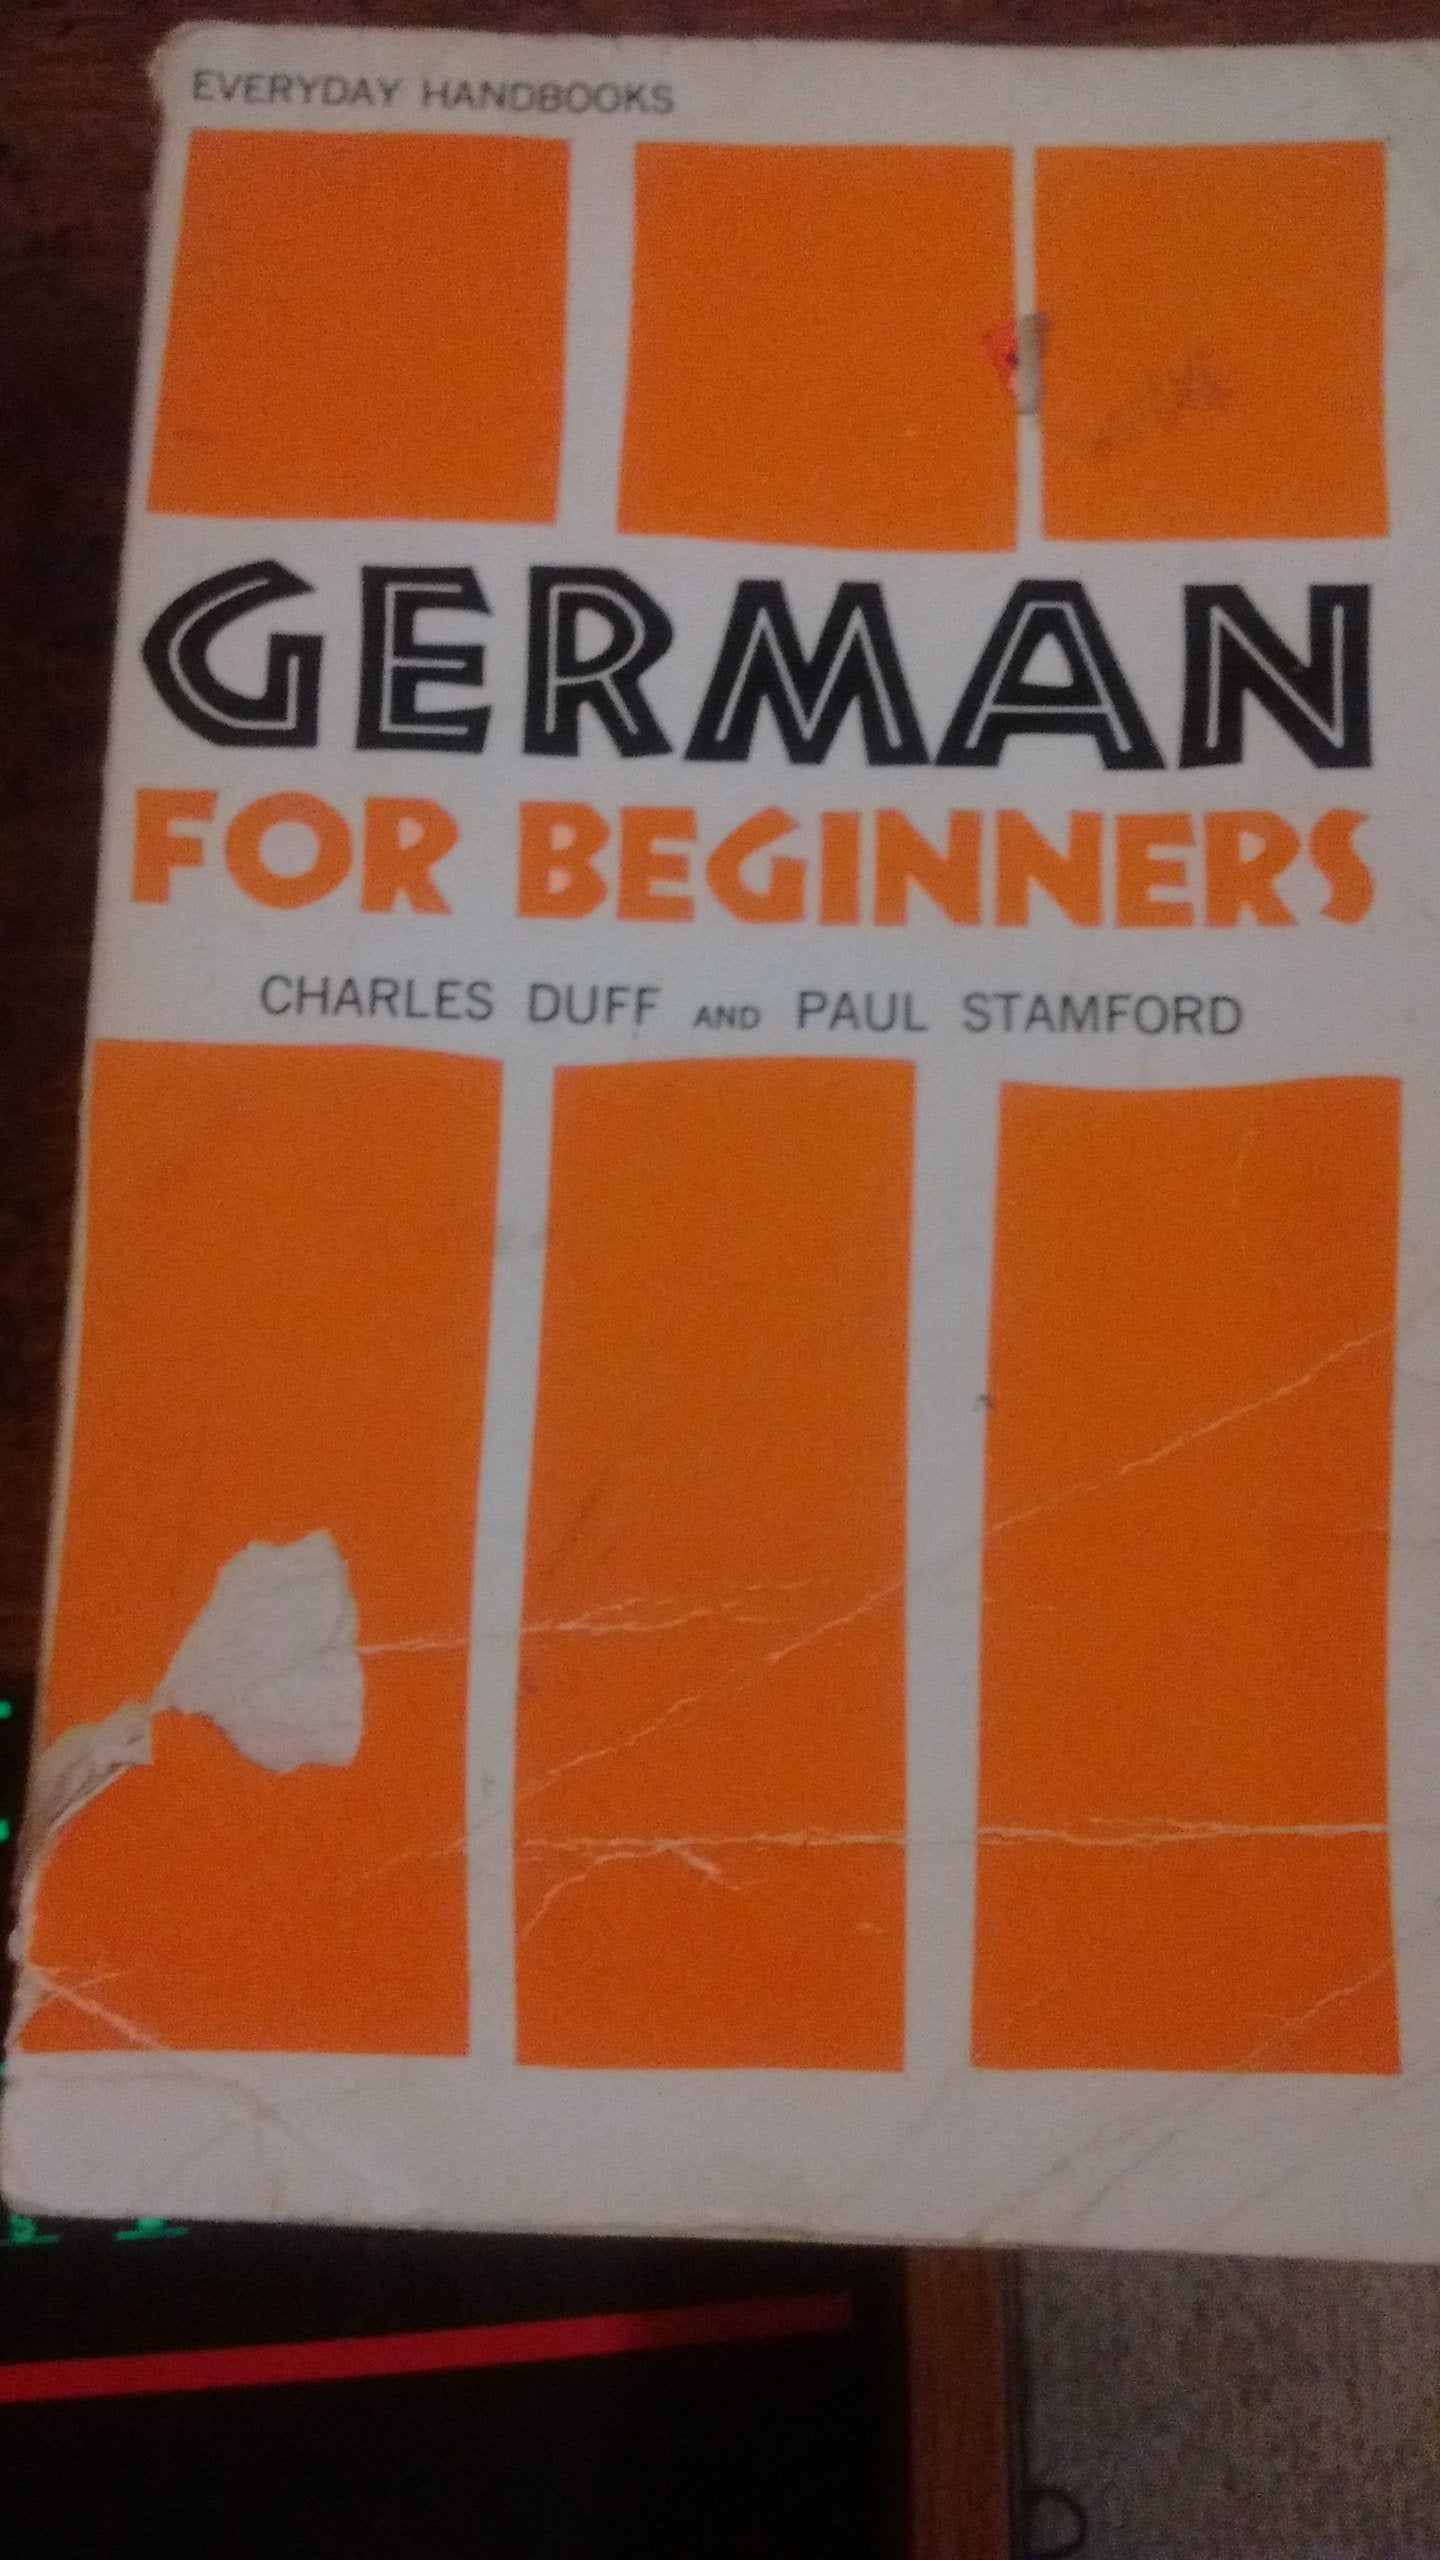 EVERYDAY HANDBOOKS
GERMAN
FOR BEGINNERS
CHARLES DUFF AND PAUL STAMFORD